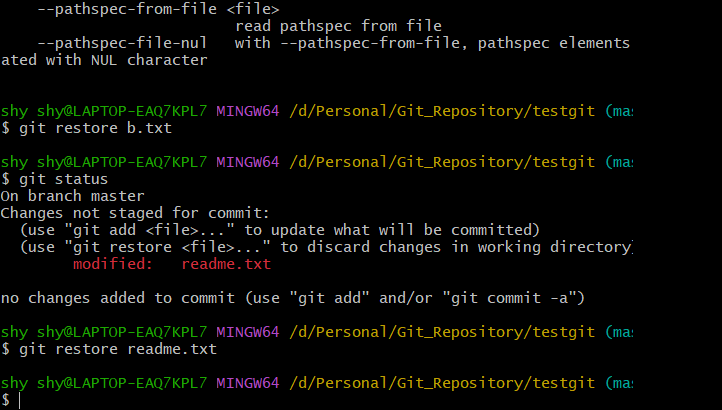 --pathspec-from-file <file>
read pathspec from file
--pathspec-file-nul with --pathspec-from-file, pathspec elements
ated with NUL character
shy shy@LAPTOP-EAQ7KPL7 MINGW64 /d/Personal/Git_Repository/testgit (mas
$ git restore b.txt
shy shy@LAPTOP-EAQ7KPL7 MINGW64 /d/Personal/Git_Repository/testgit (mas
$ git status
On branch master
Changes not staged for commit:
(use "git add <file>..." to update what will be committed)
(use "git restore <file>..." to discard changes in working directory)
modified: readme.txt
no changes added to commit (use "git add" and/or "git commit -a")
shy shy@LAPTOP-EAQ7KPL7 MINGW64 /d/Personal/Git_Repository/testgit (mas
$ git restore readme.txt
shy shy@LAPTOP-EAQ7KPL7 MINGW64 /d/Personal/Git_Repository/testgit (mas
$